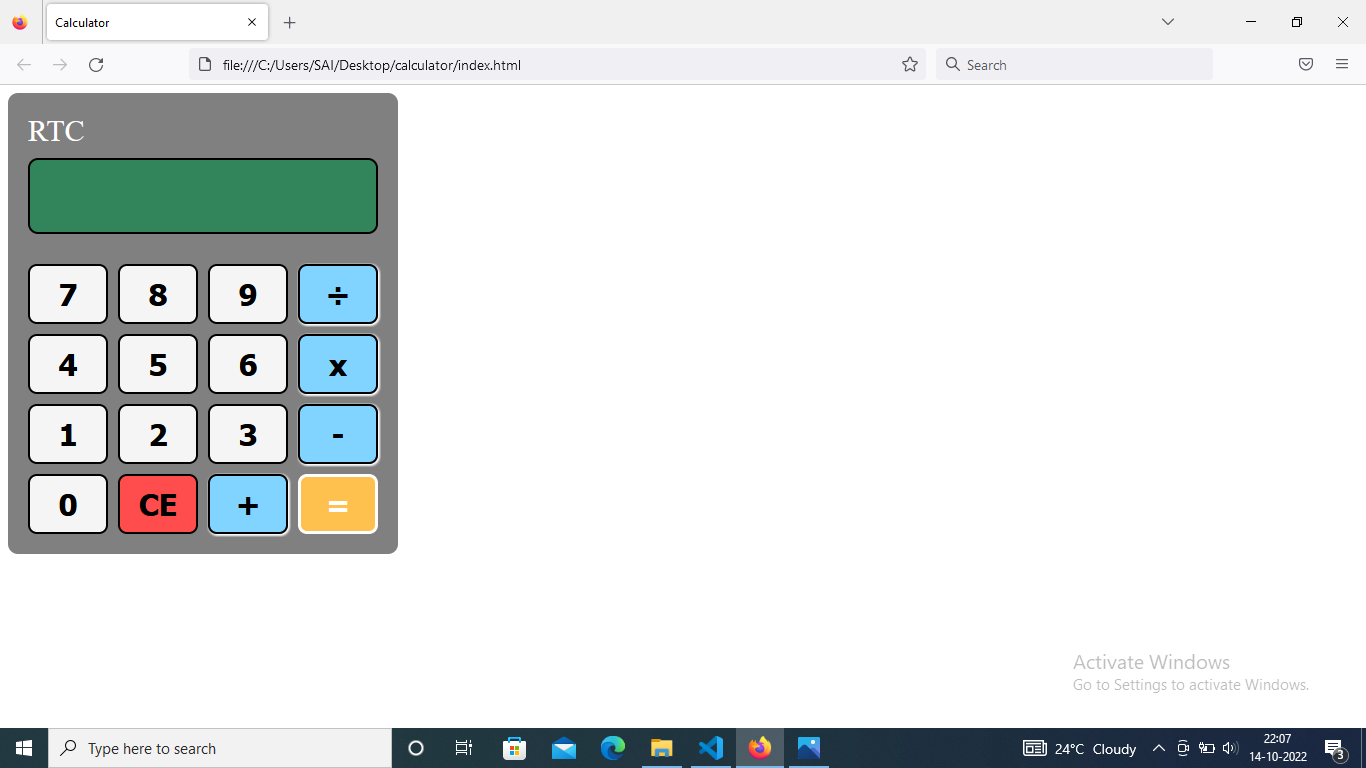 Calculator
file:///C:/Users/SAI/Desktop/calculator/index.html
Search
RTC
7 8 9 ÷
4 5 6 x
1 2 3 -
0 CE + =
Activate Windows
Go to Settings to activate Windows.
Type here to search
24°C Cloudy
22:07
14-10-2022
3